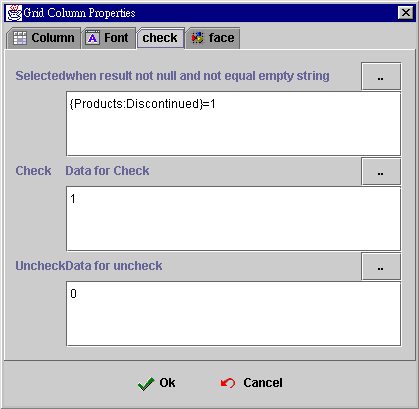 Grid Column Properties
Column Font check face
Selectedwhen result not null and not equal empty string ..
{Products:Discontinued}=1
Check Data for Check ..
1
UncheckData for uncheck ..
0
Ok Cancel